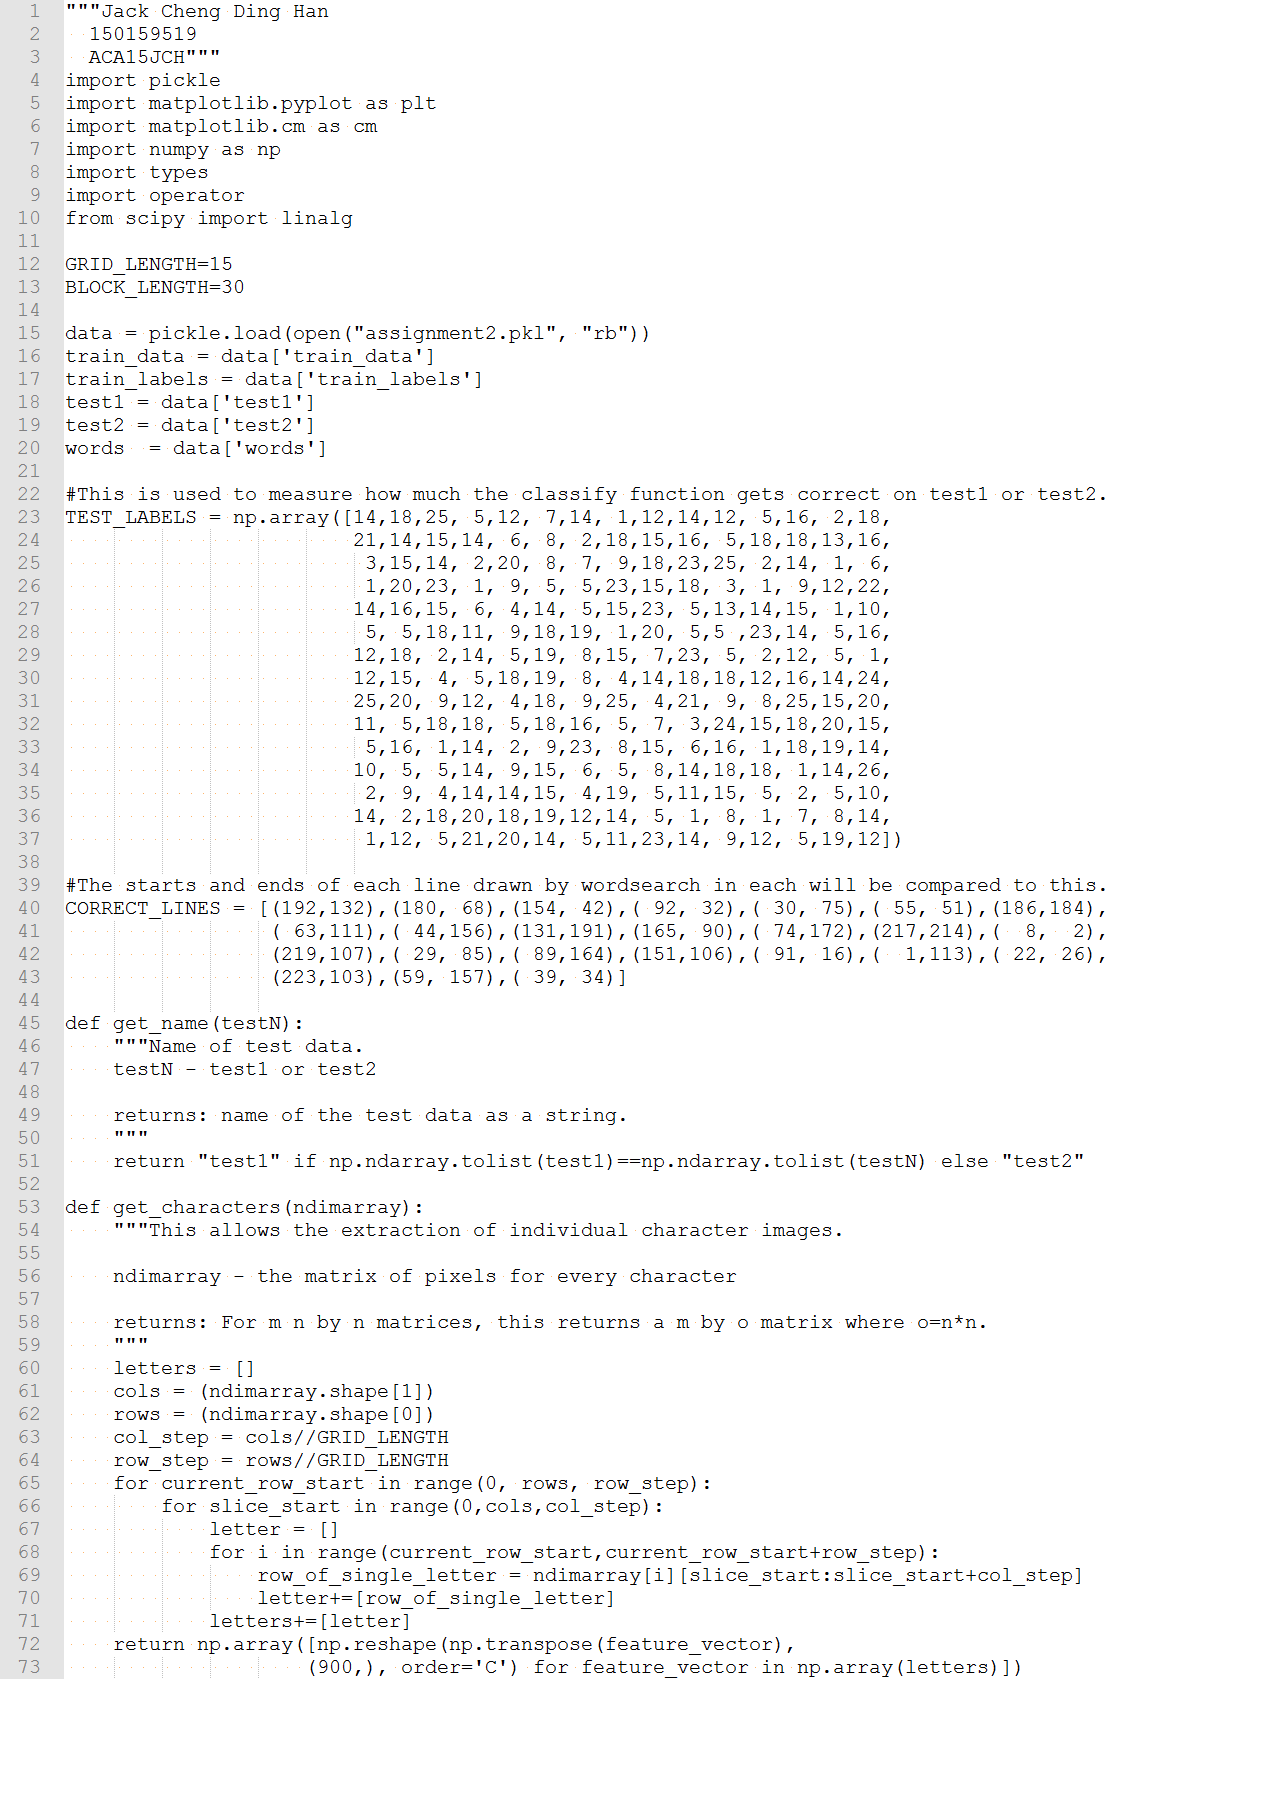 1 """Jack Cheng Ding Han
2   150159519
3   ACA15JCH"""
4 import pickle
5 import matplotlib.pyplot as plt
6 import matplotlib.cm as cm
7 import numpy as np
8 import types
9 import operator
10 from scipy import linalg
11
12 GRID_LENGTH=15
13 BLOCK_LENGTH=30
14
15 data = pickle.load(open("assignment2.pkl", "rb"))
16 train_data = data['train_data']
17 train_labels = data['train_labels']
18 test1 = data['test1']
19 test2 = data['test2']
20 words  = data['words']
21
22 #This is used to measure how much the classify function gets correct on test1 or test2.
23 TEST_LABELS = np.array([14,18,25, 5,12, 7,14, 1,12,14,12, 5,16, 2,18,
24                         21,14,15,14, 6, 8, 2,18,15,16, 5,18,18,13,16,
25                          3,15,14, 2,20, 8, 7, 9,18,23,25, 2,14, 1, 6,
26                          1,20,23, 1, 9, 5, 5,23,15,18, 3, 1, 9,12,22,
27                         14,16,15, 6, 4,14, 5,15,23, 5,13,14,15, 1,10,
28                          5, 5,18,11, 9,18,19, 1,20, 5,5 ,23,14, 5,16,
29                         12,18, 2,14, 5,19, 8,15, 7,23, 5, 2,12, 5, 1,
30                         12,15, 4, 5,18,19, 8, 4,14,18,18,12,16,14,24,
31                         25,20, 9,12, 4,18, 9,25, 4,21, 9, 8,25,15,20,
32                         11, 5,18,18, 5,18,16, 5, 7, 3,24,15,18,20,15,
33                          5,16, 1,14, 2, 9,23, 8,15, 6,16, 1,18,19,14,
34                         10, 5, 5,14, 9,15, 6, 5, 8,14,18,18, 1,14,26,
35                          2, 9, 4,14,14,15, 4,19, 5,11,15, 5, 2, 5,10,
36                         14, 2,18,20,18,19,12,14, 5, 1, 8, 1, 7, 8,14,
37                          1,12, 5,21,20,14, 5,11,23,14, 9,12, 5,19,12])
38
39 #The starts and ends of each line drawn by wordsearch in each will be compared to this.
40 CORRECT_LINES = [(192,132),(180, 68),(154, 42),( 92, 32),( 30, 75),( 55, 51),(186,184),
41                  ( 63,111),( 44,156),(131,191),(165, 90),( 74,172),(217,214),(  8,  2),
42                  (219,107),( 29, 85),( 89,164),(151,106),( 91, 16),(  1,113),( 22, 26),
43                  (223,103),(59, 157),( 39, 34)]
44
45 def get_name(testN):
46     """Name of test data.
47     testN - test1 or test2
48
49     returns: name of the test data as a string.
50     """
51     return "test1" if np.ndarray.tolist(test1)==np.ndarray.tolist(testN) else "test2"
52
53 def get_characters(ndimarray):
54     """This allows the extraction of individual character images.
55
56     ndimarray - the matrix of pixels for every character
57
58     returns: For m n by n matrices, this returns a m by o matrix where o=n*n.
59     """
60     letters = []
61     cols = (ndimarray.shape[1])
62     rows = (ndimarray.shape[0])
63     col_step = cols//GRID_LENGTH
64     row_step = rows//GRID_LENGTH
65     for current_row_start in range(0, rows, row_step):
66         for slice_start in range(0,cols,col_step):
67             letter = []
68             for i in range(current_row_start,current_row_start+row_step):
69                 row_of_single_letter = ndimarray[i][slice_start:slice_start+col_step]
70                 letter+=[row_of_single_letter]
71             letters+=[letter]
72     return np.array([np.reshape(np.transpose(feature_vector),
73                     (900,), order='C') for feature_vector in np.array(letters)])